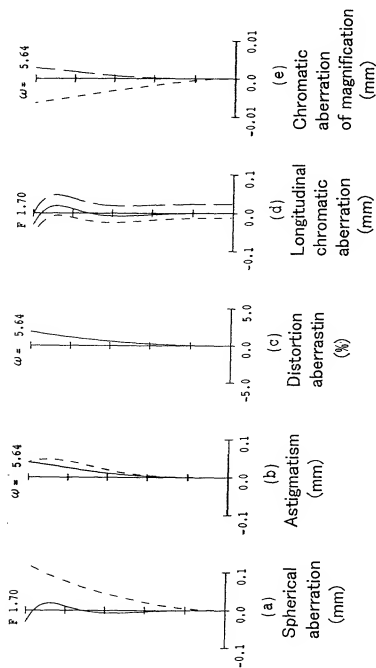 F 1.70
-0.1 0.0 0.1
(a)
Spherical
aberration
(mm)
ω= 5.64
-0.1 0.0 0.1
(b)
Astigmatism
(mm)
ω= 5.64
-5.0 0.0 5.0
(c)
Distortion
aberrastin
(%)
F 1.70
-0.1 0.0 0.1
(d)
Longitudinal
chromatic
aberration
(mm)
ω= 5.64
-0.01 0.0 0.01
(e)
Chromatic
aberration
of magnification
(mm)